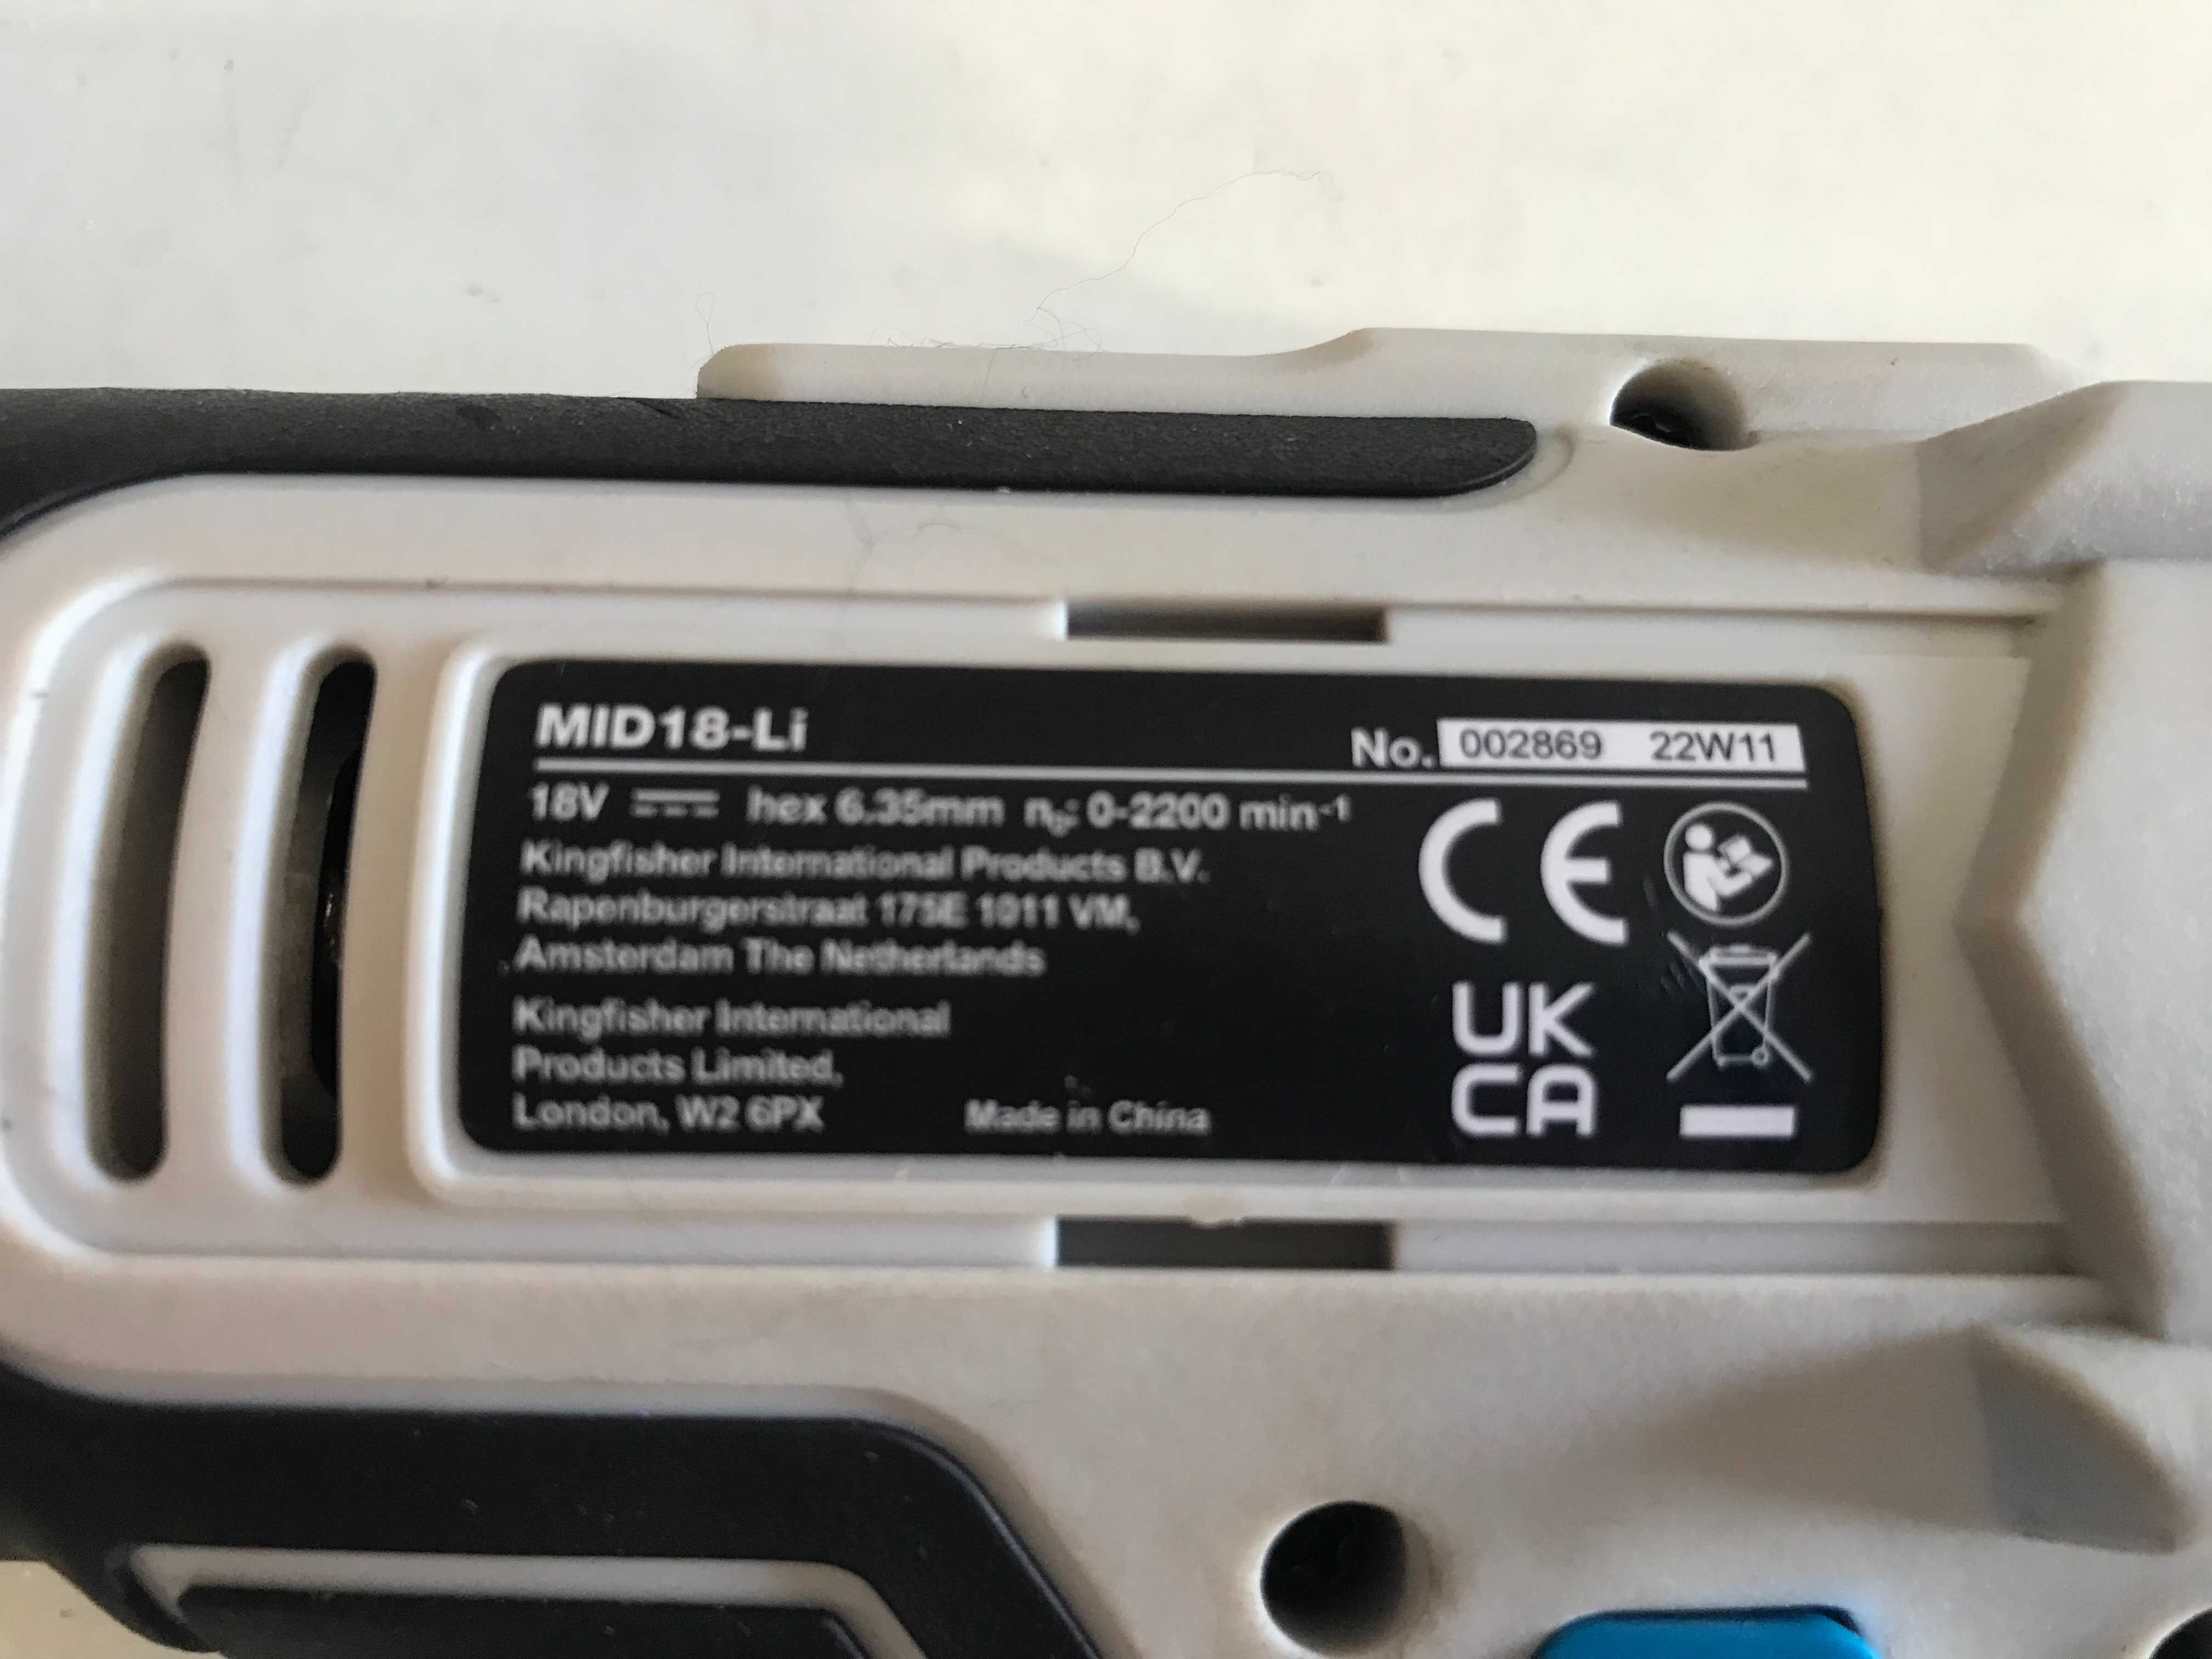 MID18-Li
No. 002869 22W11
18V hex 6.35mm n₀: 0-2200 min⁻¹
Kingfisher International Products B.V.
Rapenburgerstraat 175E 1011 VM,
Amsterdam The Netherlands
Kingfisher International
Products Limited,
London, W2 6PX
Made in China
CE
UK
CA